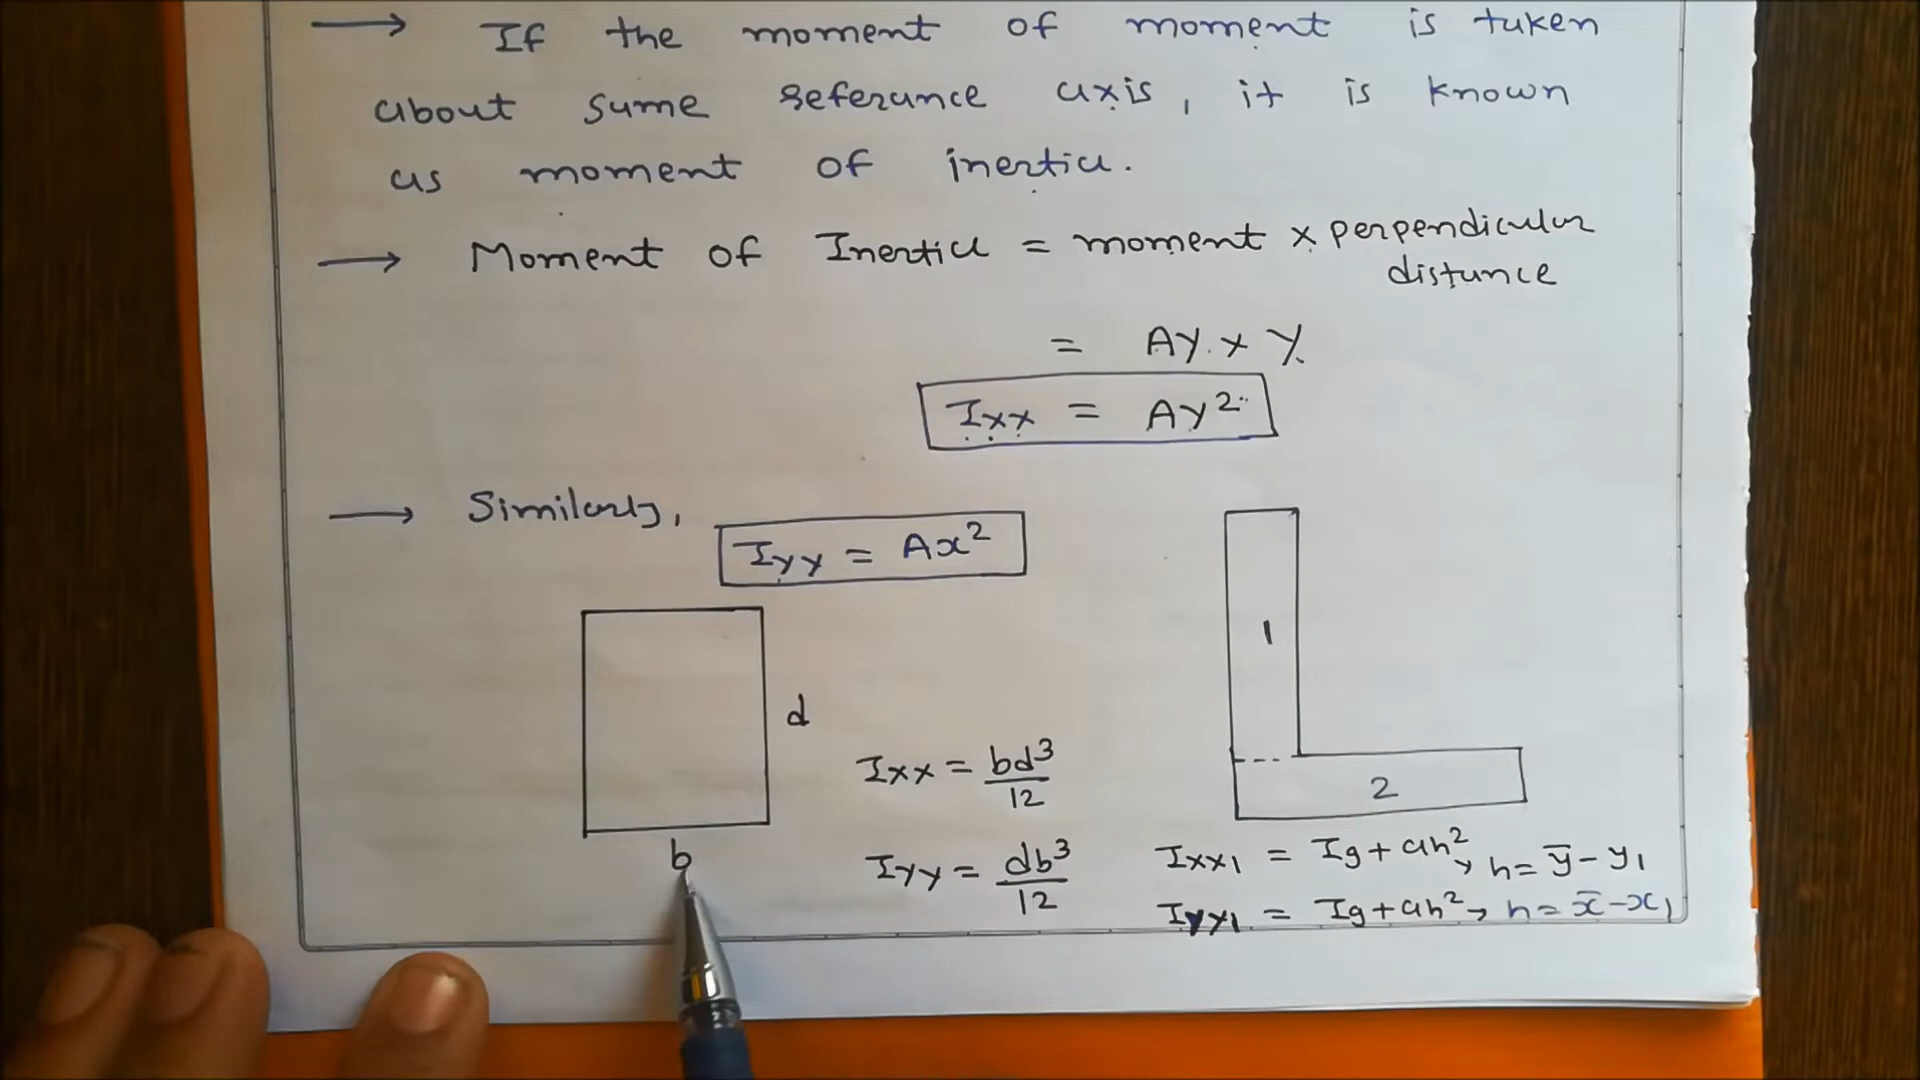 → If the moment of moment is taken
about same reference axis, it is known
as moment of inertia.
→ Moment of Inertia = moment × perpendicular
distance
= Ay × y
Ixx = Ay²
→ Similarly,
Iyy = Ax²
d
b
Ixx = bd³/12
Iyy = db³/12
1
2
Ixx1 = Ig + ah², h = ȳ - y1
Iyy1 = Ig + ah², h = x̄ - x1